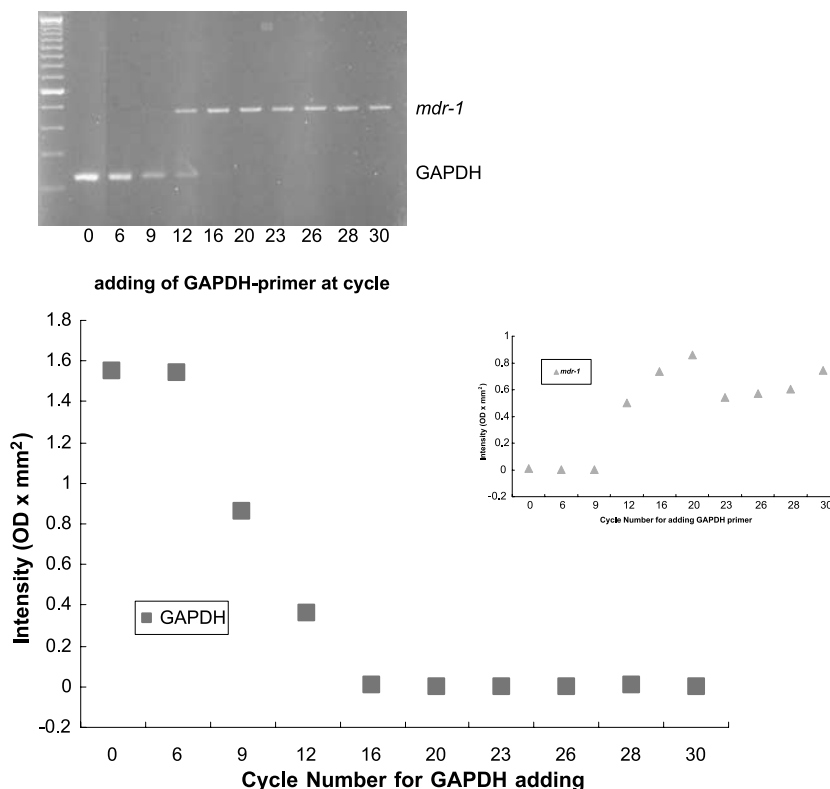 mdr-1
GAPDH
0 6 9 12 16 20 23 26 28 30
adding of GAPDH-primer at cycle
1.8
1.6
1.4
1.2
1
0.8
0.6
0.4
0.2
0
-0.2
Intensity (OD x mm²)
GAPDH
0 6 9 12 16 20 23 26 28 30
Cycle Number for GAPDH adding
1
0.8
0.6
0.4
0.2
0
-0.2
Intensity (OD x mm²)
mdr-1
0 6 9 12 16 20 23 26 28 30
Cycle Number for adding GAPDH primer